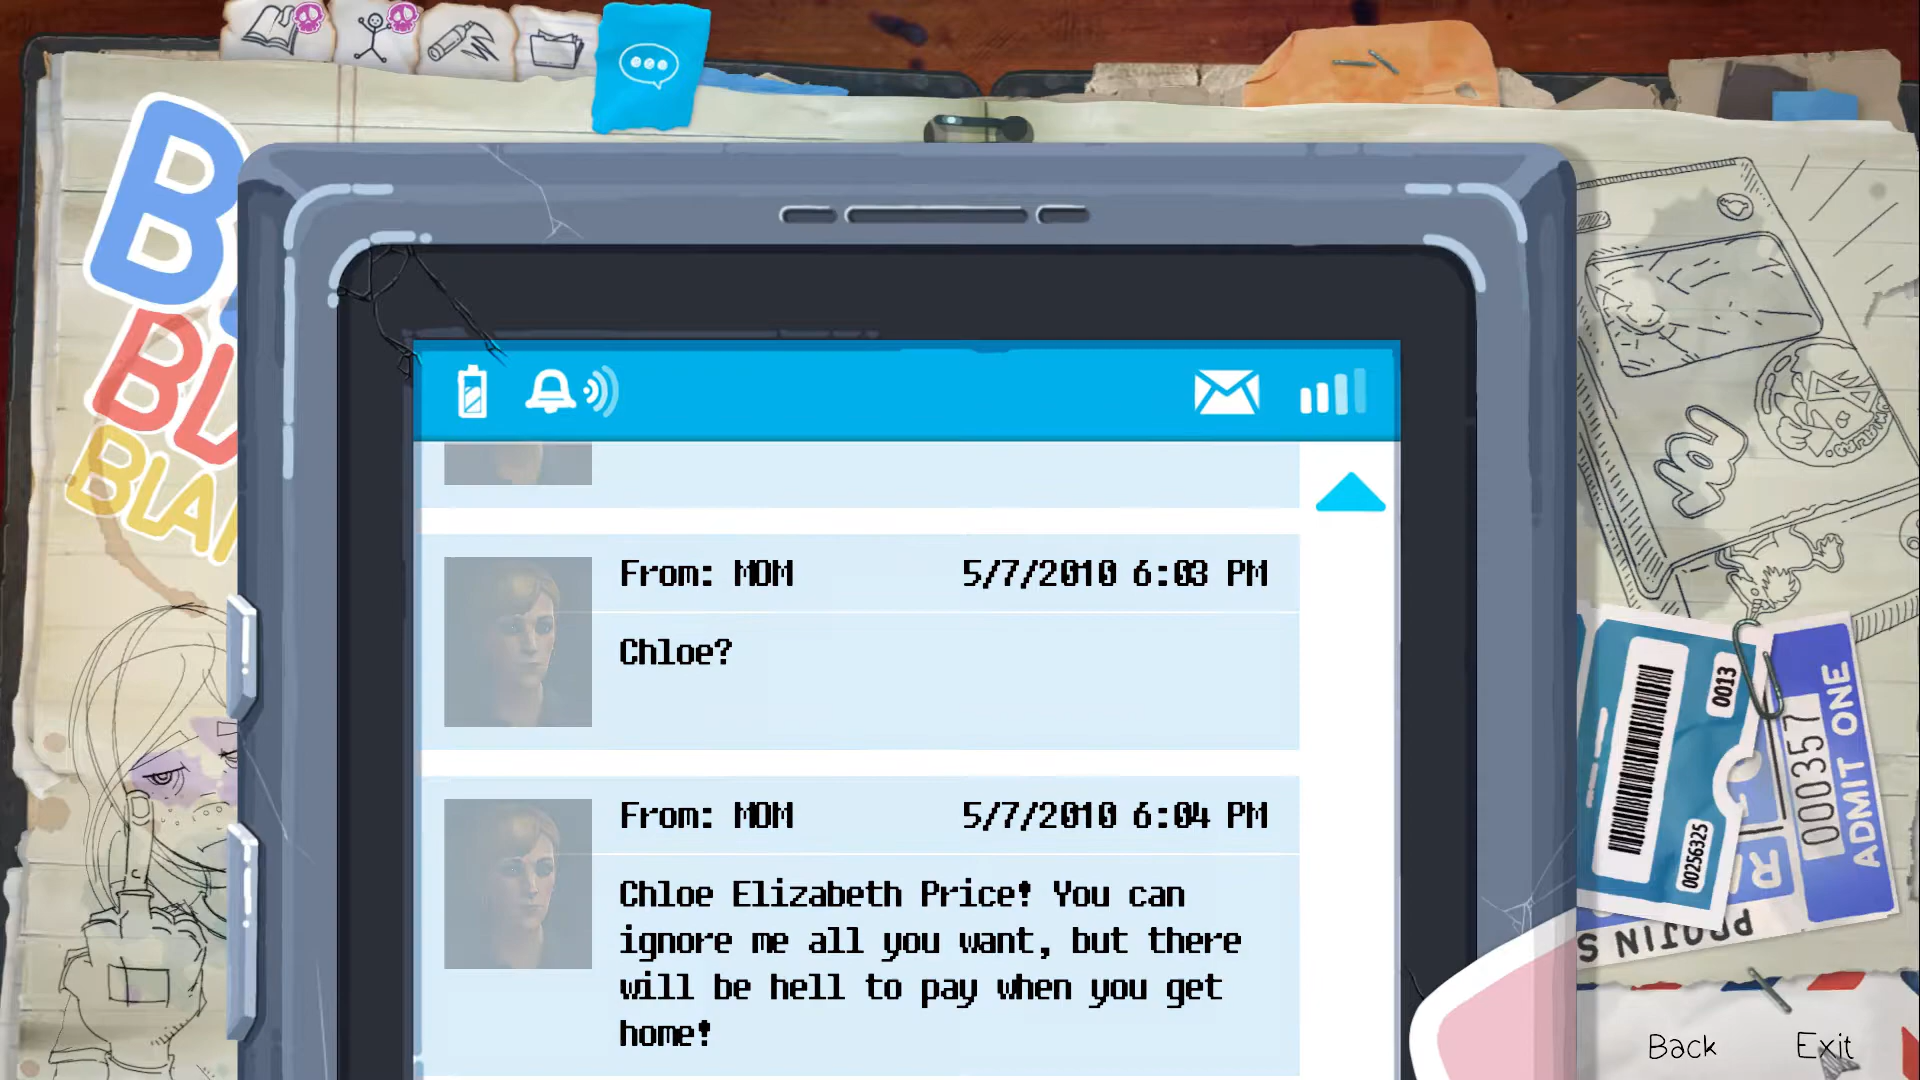 BLA
From: MOM 5/7/2010 6:03 PM
Chloe?
From: MOM 5/7/2010 6:04 PM
Chloe Elizabeth Price! You can
ignore me all you want, but there
will be hell to pay when you get
home!
0013
00256325
000357
ADMIT ONE
Back
Exit